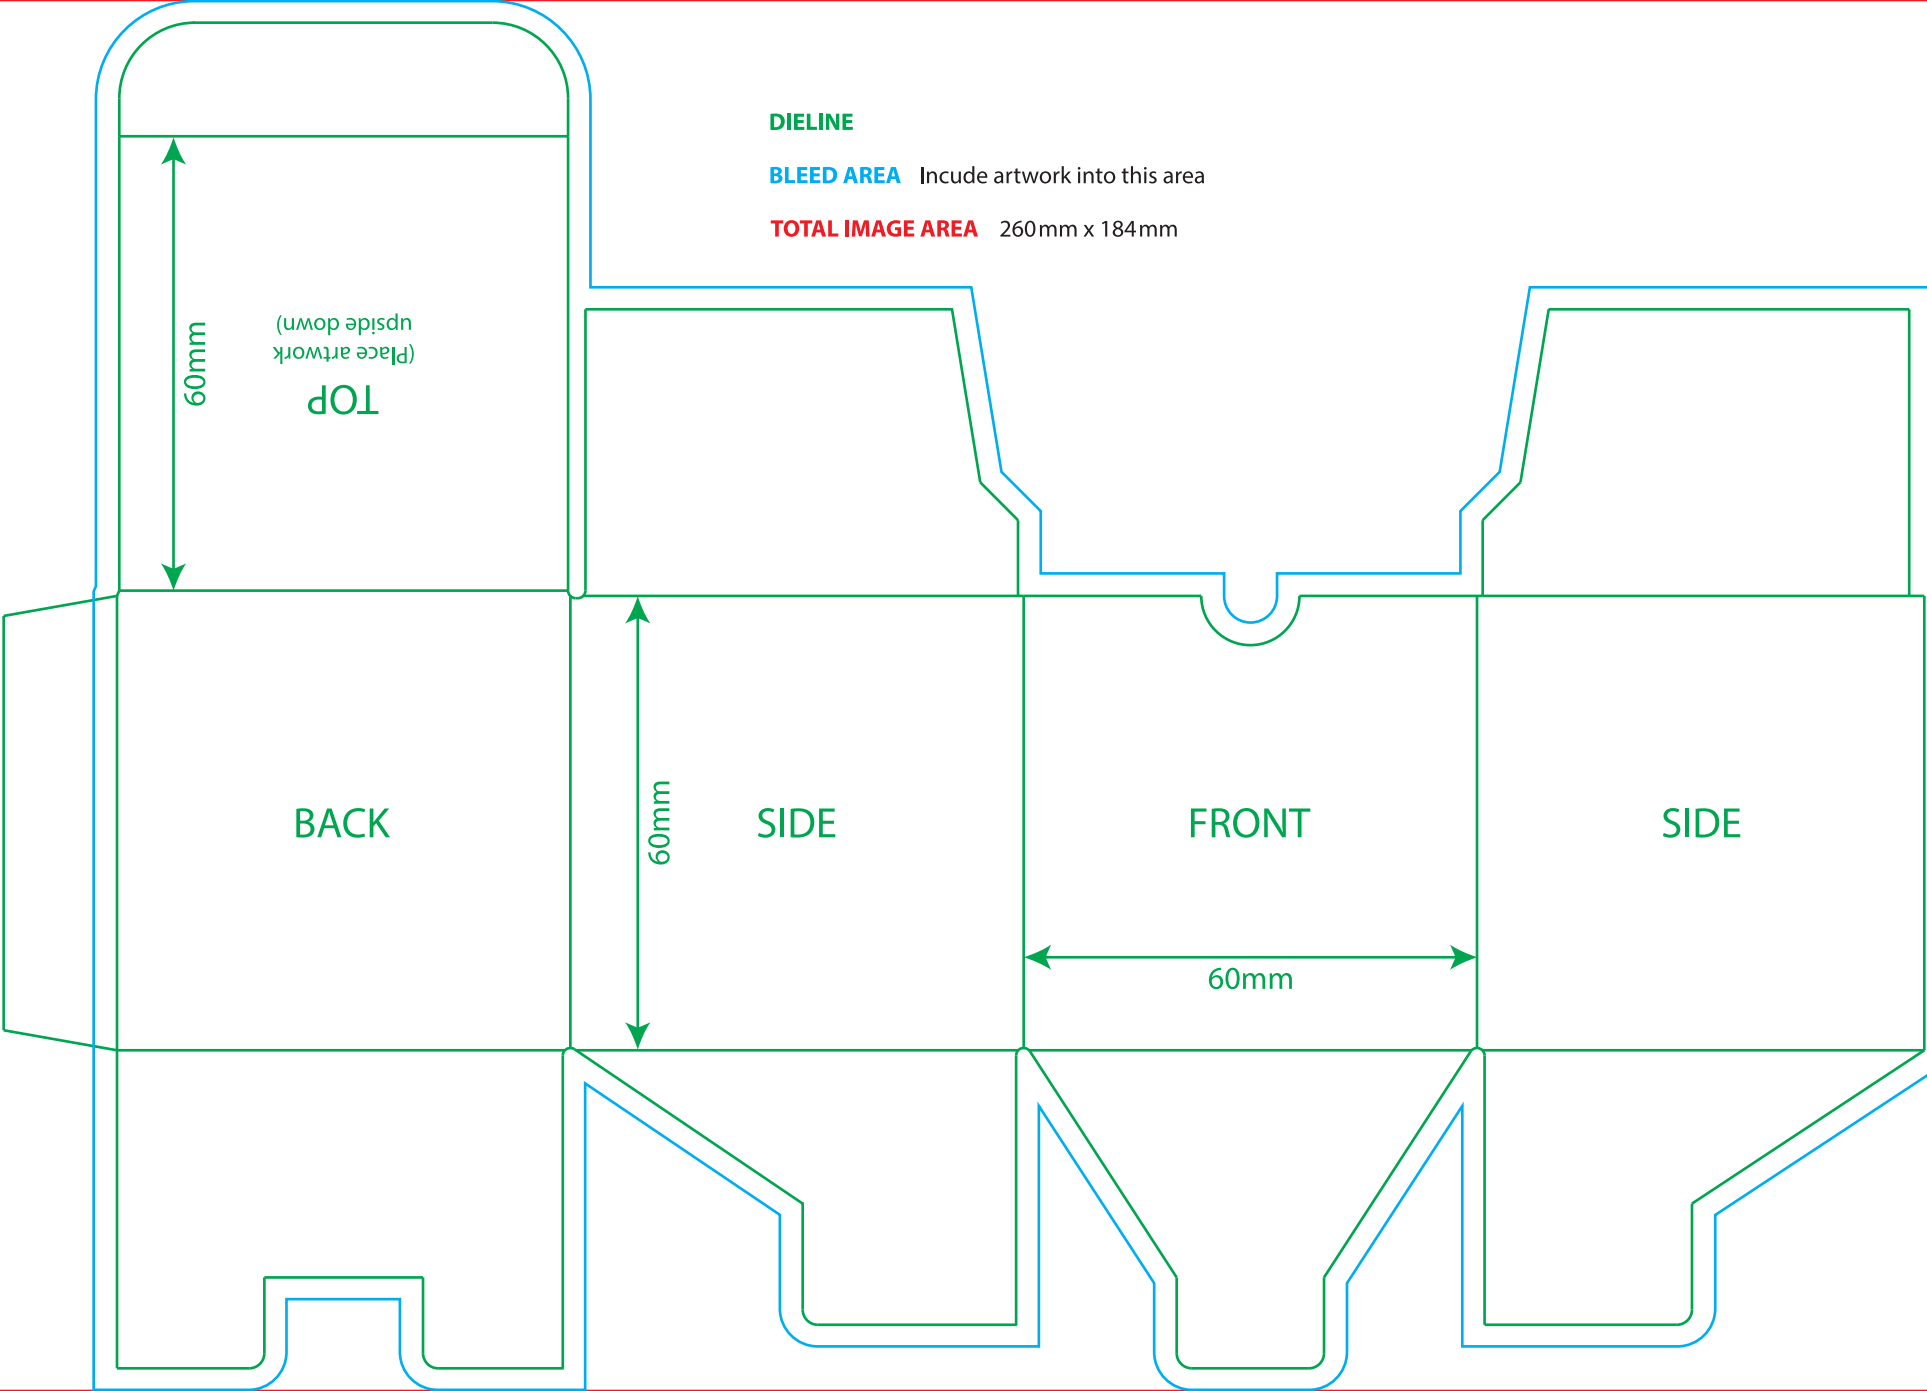 DIELINE
BLEED AREA Incude artwork into this area
TOTAL IMAGE AREA 260mm x 184mm
TOP
(Place artwork
upside down)
60mm
BACK
60mm
SIDE
FRONT
60mm
SIDE